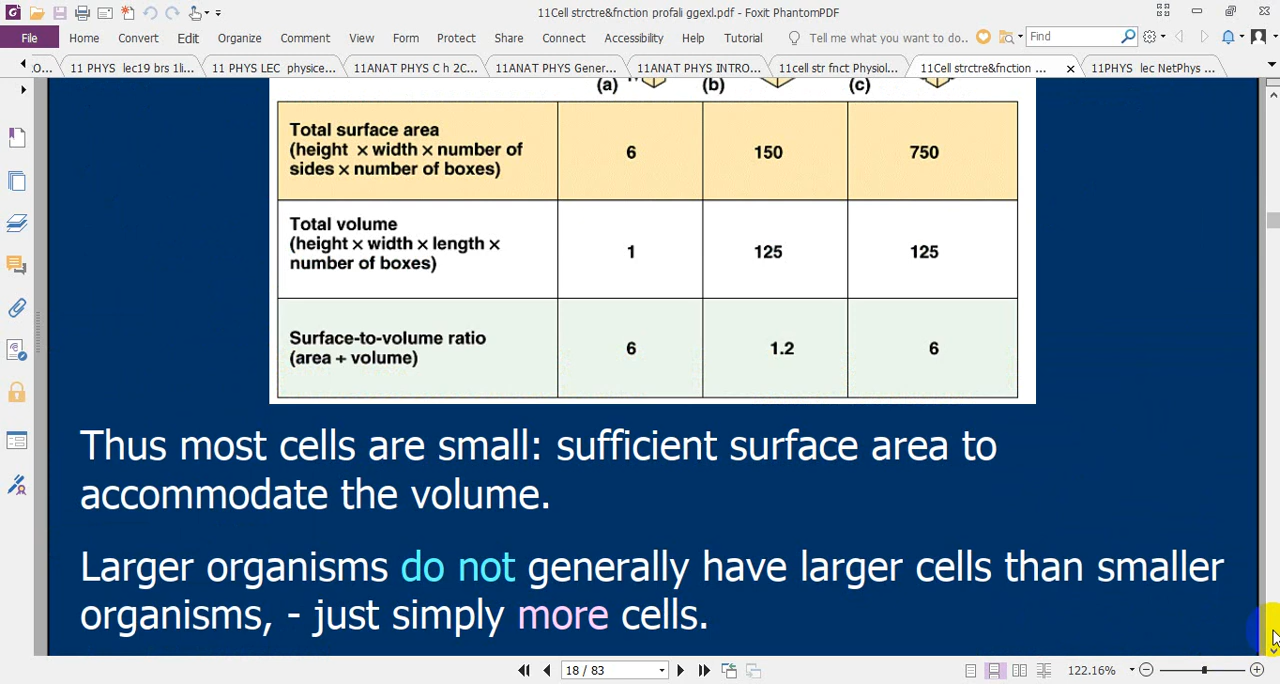 11Cell strctre&fnction profali ggexl.pdf - Foxit PhantomPDF
File Home Convert Edit Organize Comment View Form Protect Share Connect Accessibility Help Tutorial Tell me what you want to do.. Find
O... 11 PHYS lec19 brs 1li... 11 PHYS LEC physice... 11ANAT PHYS C h 2C... 11ANAT PHYS Gener... 11ANAT PHYS INTRO... 11cell str fnct Physiol... 11Cell strctre&fnction ... 11PHYS lec NetPhys ...
(a) (b) (c)
Total surface area
(height × width × number of
sides × number of boxes)
6 150 750
Total volume
(height × width × length ×
number of boxes)
1 125 125
Surface-to-volume ratio
(area ÷ volume)
6 1.2 6
Thus most cells are small: sufficient surface area to
accommodate the volume.
Larger organisms do not generally have larger cells than smaller
organisms, - just simply more cells.
18 / 83 122.16%